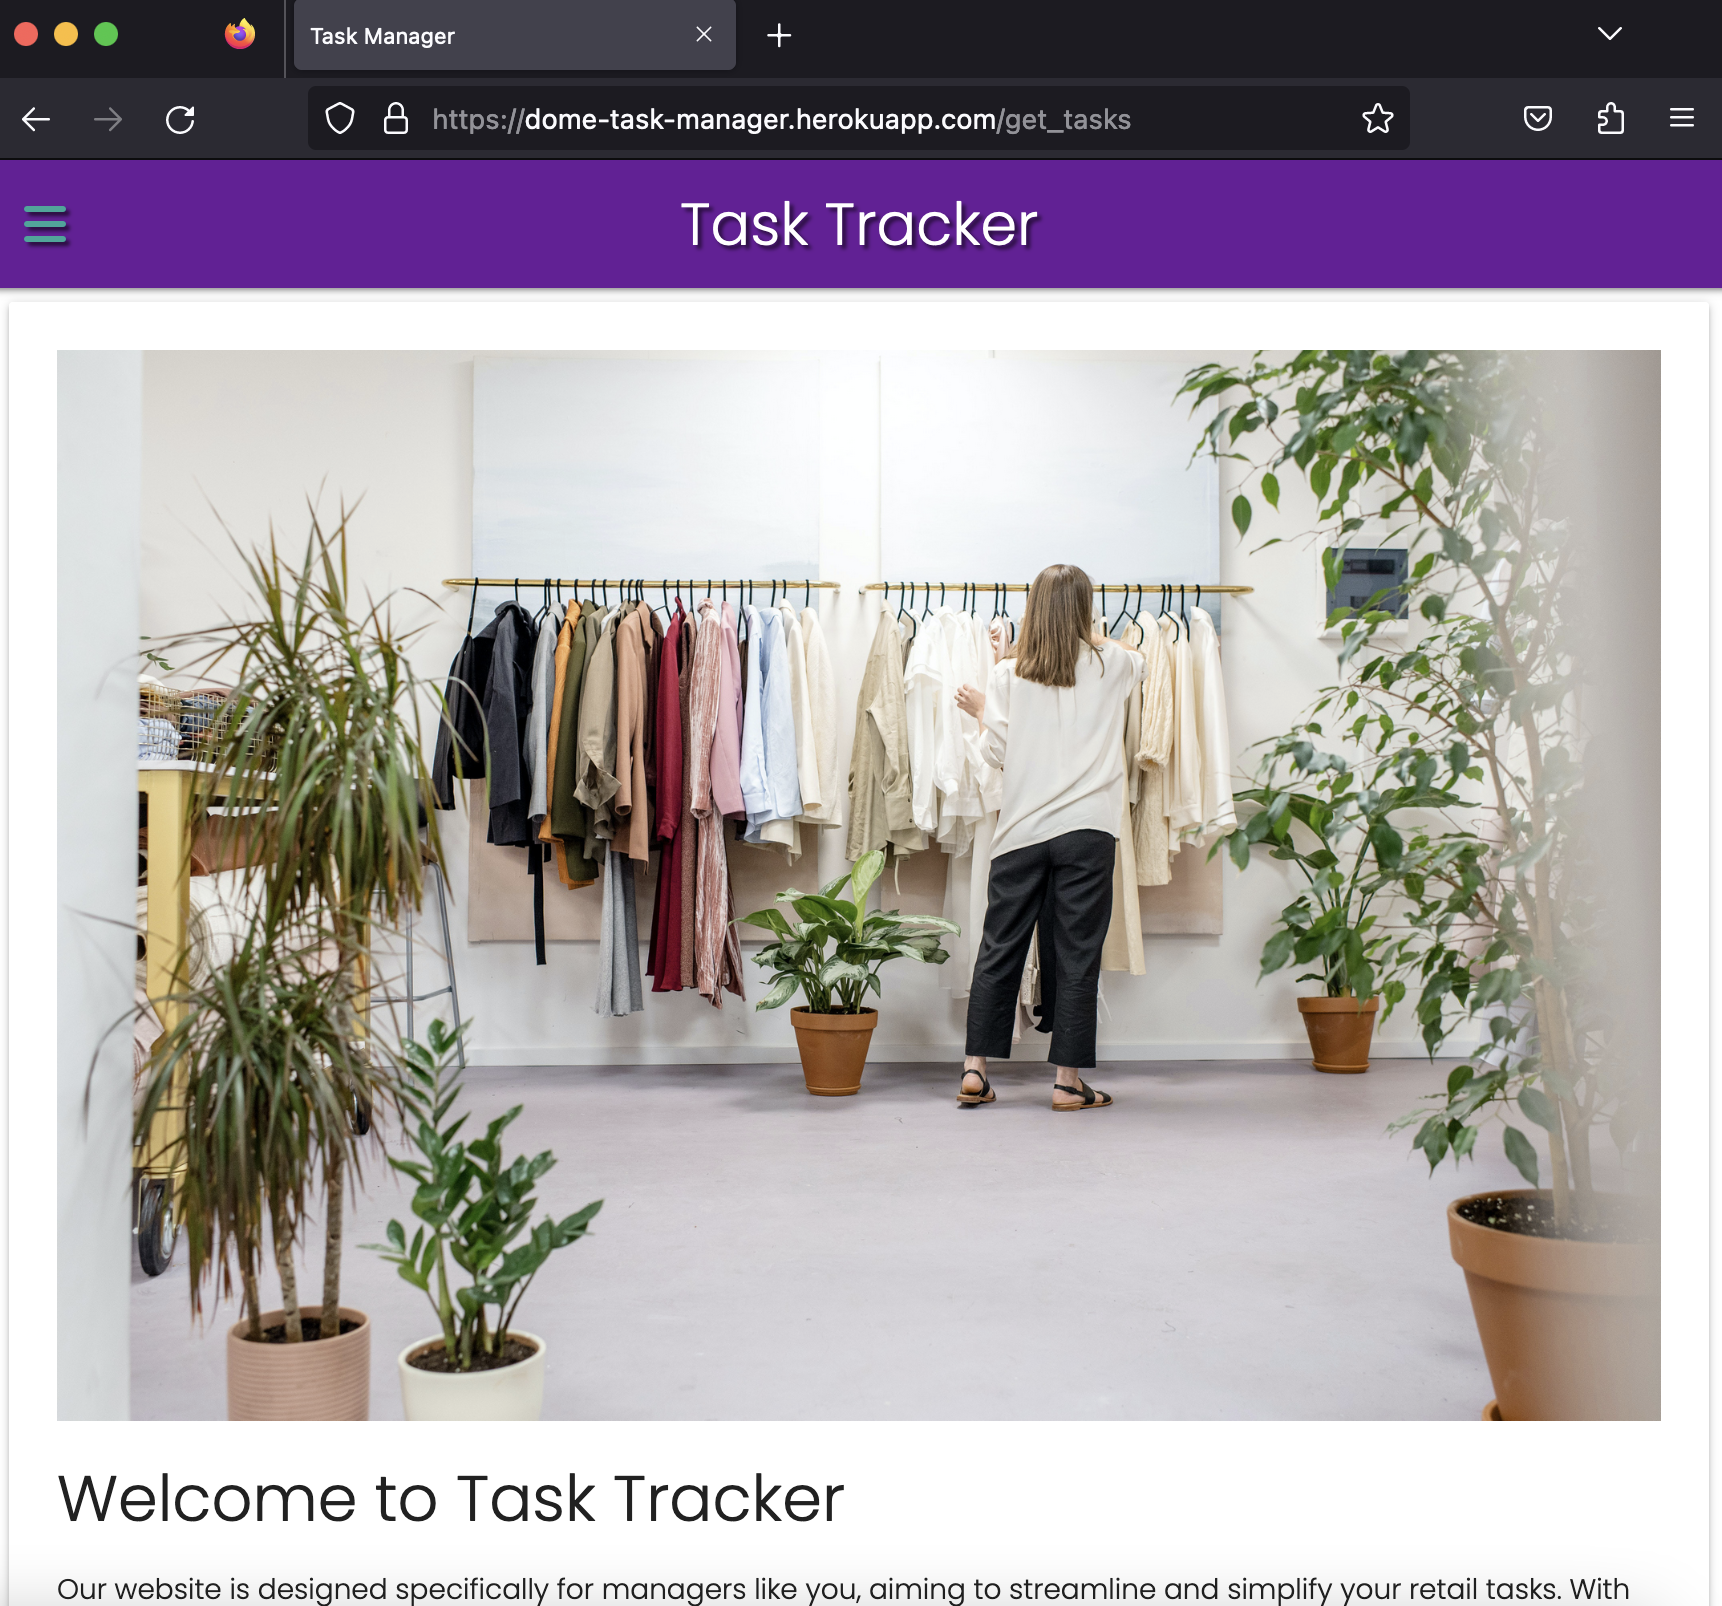 Task Manager
https://dome-task-manager.herokuapp.com/get_tasks
Task Tracker
Welcome to Task Tracker
Our website is designed specifically for managers like you, aiming to streamline and simplify your retail tasks. With